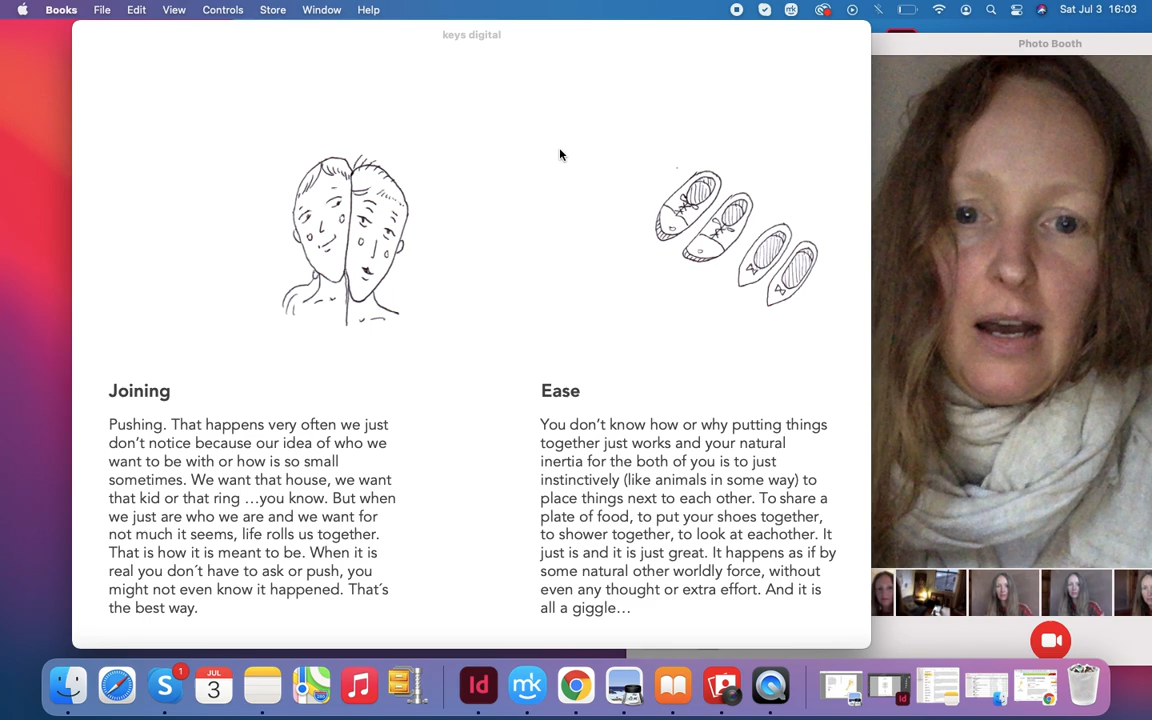 Books File Edit View Controls Store Window Help
Sat Jul 3 16:03
keys digital
Photo Booth
Joining
Pushing. That happens very often we just
don't notice because our idea of who we
want to be with or how is so small
sometimes. We want that house, we want
that kid or that ring ...you know. But when
we just are who we are and we want for
not much it seems, life rolls us together.
That is how it is meant to be. When it is
real you don´t have to ask or push, you
might not even know it happened. That´s
the best way.
Ease
You don't know how or why putting things
together just works and your natural
inertia for the both of you is to just
instinctively (like animals in some way) to
place things next to each other. To share a
plate of food, to put your shoes together,
to shower together, to look at eachother. It
just is and it is just great. It happens as if by
some natural other worldly force, without
even any thought or extra effort. And it is
all a giggle...
1
JUL
3
Id
mk